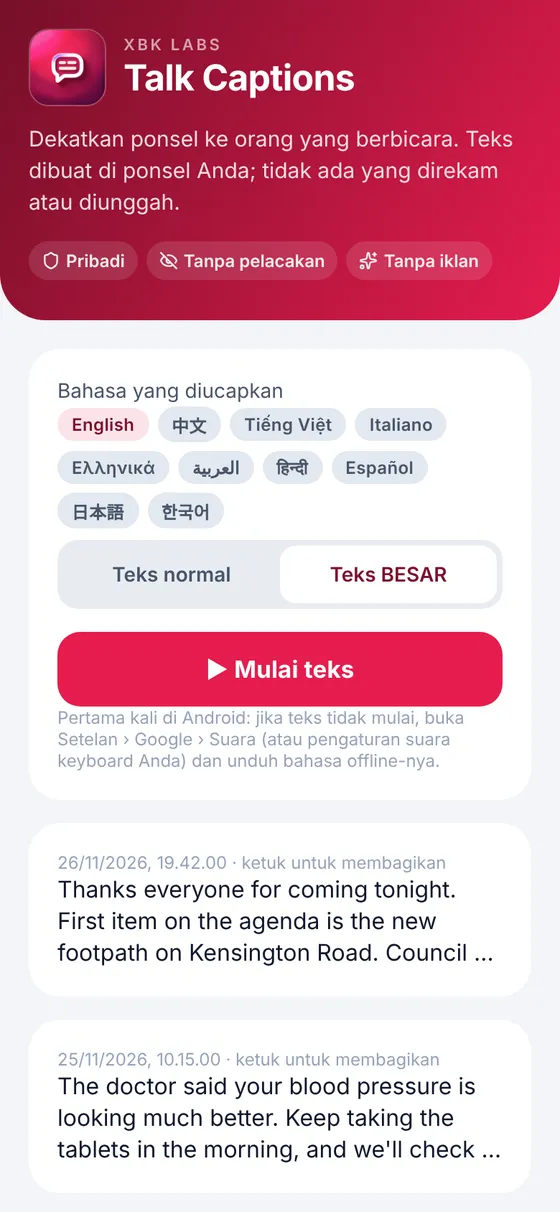 XBK LABS
Talk Captions
Dekatkan ponsel ke orang yang berbicara. Teks
dibuat di ponsel Anda; tidak ada yang direkam
atau diunggah.
Pribadi
Tanpa pelacakan
Tanpa iklan
Bahasa yang diucapkan
English 中文 Tiếng Việt Italiano
Ελληνικά العربية हिन्दी Español
日本語 한국어
Teks normal Teks BESAR
▶ Mulai teks
Pertama kali di Android: jika teks tidak mulai, buka
Setelan › Google › Suara (atau pengaturan suara
keyboard Anda) dan unduh bahasa offline-nya.
26/11/2026, 19.42.00 · ketuk untuk membagikan
Thanks everyone for coming tonight.
First item on the agenda is the new
footpath on Kensington Road. Council ...
25/11/2026, 10.15.00 · ketuk untuk membagikan
The doctor said your blood pressure is
looking much better. Keep taking the
tablets in the morning, and we'll check ...